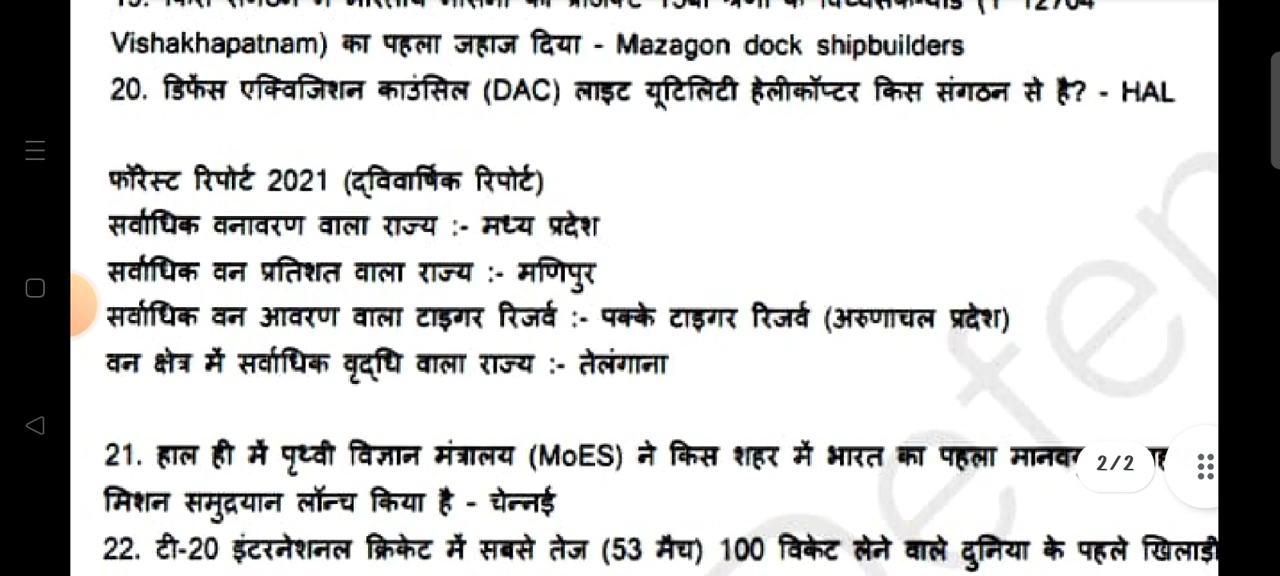 Vishakhapatnam) का पहला जहाज दिया - Mazagon dock shipbuilders
20. डिफेंस एक्विजिशन काउंसिल (DAC) लाइट यूटिलिटी हेलीकॉप्टर किस संगठन से है? - HAL
फॉरेस्ट रिपोर्ट 2021 (द्विवार्षिक रिपोर्ट)
सर्वाधिक वनावरण वाला राज्य :- मध्य प्रदेश
सर्वाधिक वन प्रतिशत वाला राज्य :- मणिपुर
सर्वाधिक वन आवरण वाला टाइगर रिजर्व :- पक्के टाइगर रिजर्व (अरुणाचल प्रदेश)
वन क्षेत्र में सर्वाधिक वृद्धि वाला राज्य :- तेलंगाना
21. हाल ही में पृथ्वी विज्ञान मंत्रालय (MoES) ने किस शहर में भारत का पहला
2/2
मिशन समुद्रयान लॉन्च किया है - चेन्नई
22. टी-20 इंटरनेशनल क्रिकेट में सबसे तेज (53 मैच) 100 विकेट लेने वाले दुनिया के पहले खिलाड़ी